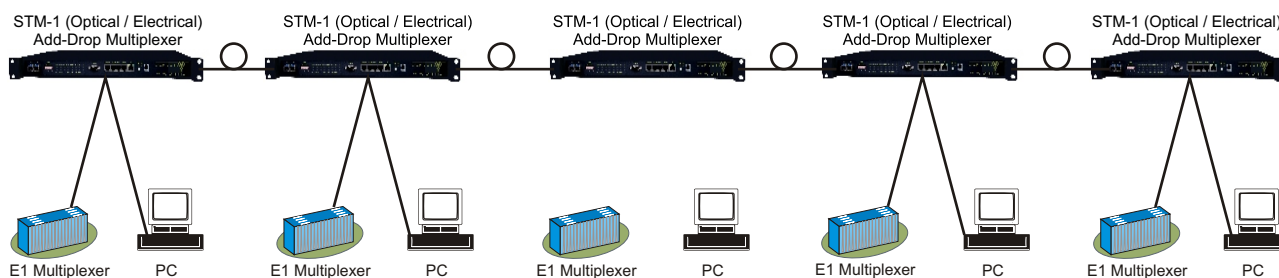 STM-1 (Optical / Electrical)
Add-Drop Multiplexer
STM-1 (Optical / Electrical)
Add-Drop Multiplexer
STM-1 (Optical / Electrical)
Add-Drop Multiplexer
STM-1 (Optical / Electrical)
Add-Drop Multiplexer
STM-1 (Optical / Electrical)
Add-Drop Multiplexer
E1 Multiplexer
PC
E1 Multiplexer
PC
E1 Multiplexer
PC
E1 Multiplexer
PC
E1 Multiplexer
PC